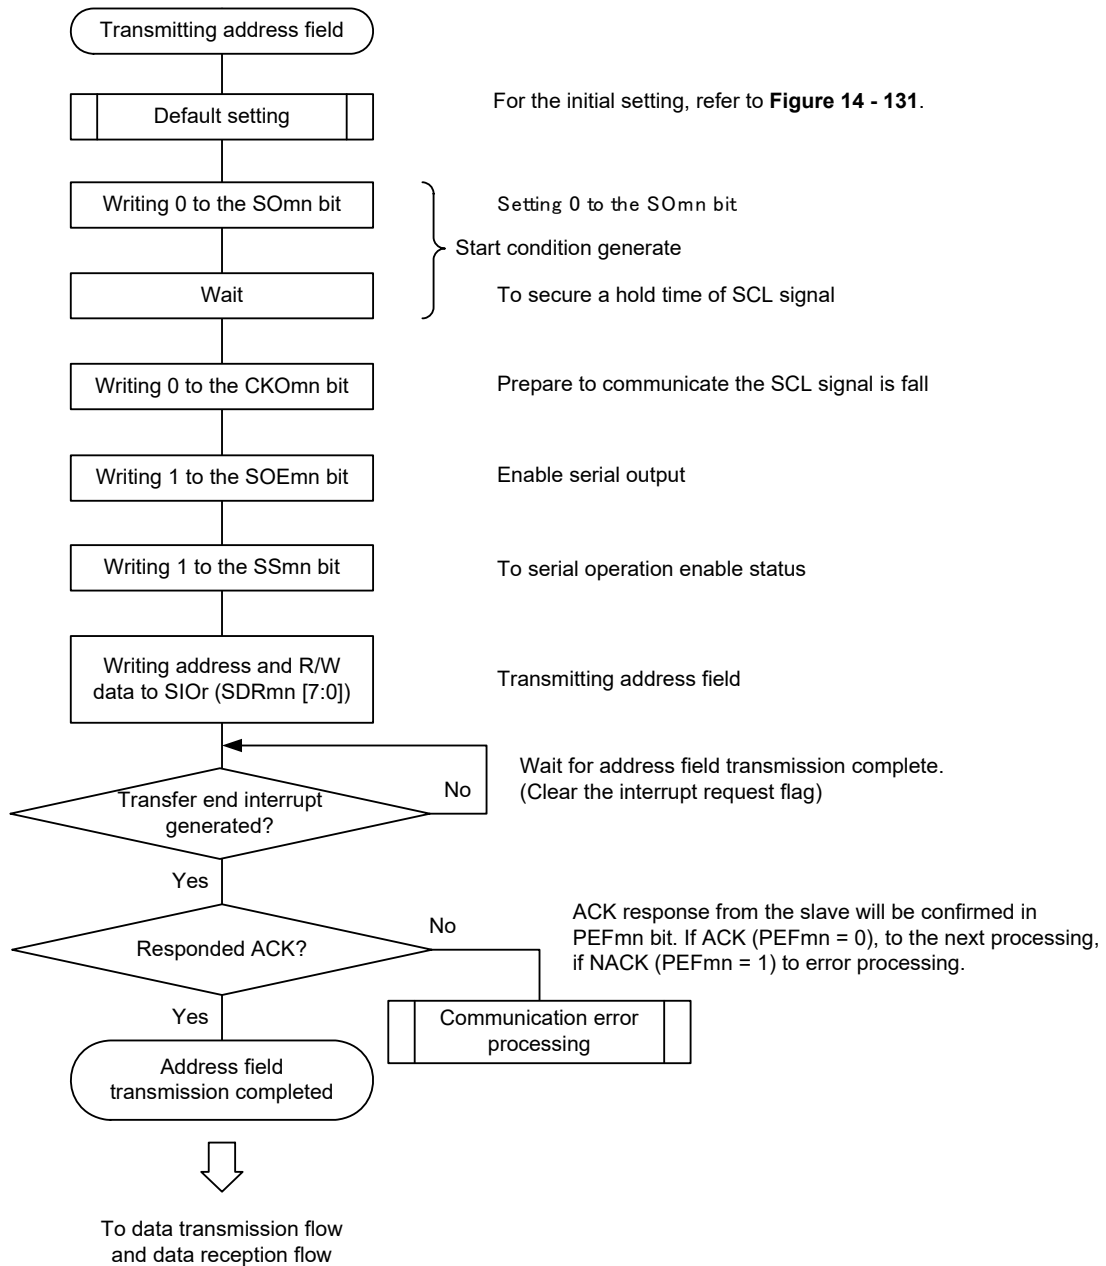 Transmitting address field
Default setting
For the initial setting, refer to Figure 14 - 131.
Writing 0 to the SOmn bit
Setting 0 to the SOmn bit
Start condition generate
Wait
To secure a hold time of SCL signal
Writing 0 to the CKOmn bit
Prepare to communicate the SCL signal is fall
Writing 1 to the SOEmn bit
Enable serial output
Writing 1 to the SSmn bit
To serial operation enable status
Writing address and R/W
data to SIOr (SDRmn [7:0])
Transmitting address field
Transfer end interrupt
generated?
No
Wait for address field transmission complete.
(Clear the interrupt request flag)
Yes
Responded ACK?
No
ACK response from the slave will be confirmed in
PEFmn bit. If ACK (PEFmn = 0), to the next processing,
if NACK (PEFmn = 1) to error processing.
Yes
Communication error
processing
Address field
transmission completed
To data transmission flow
and data reception flow